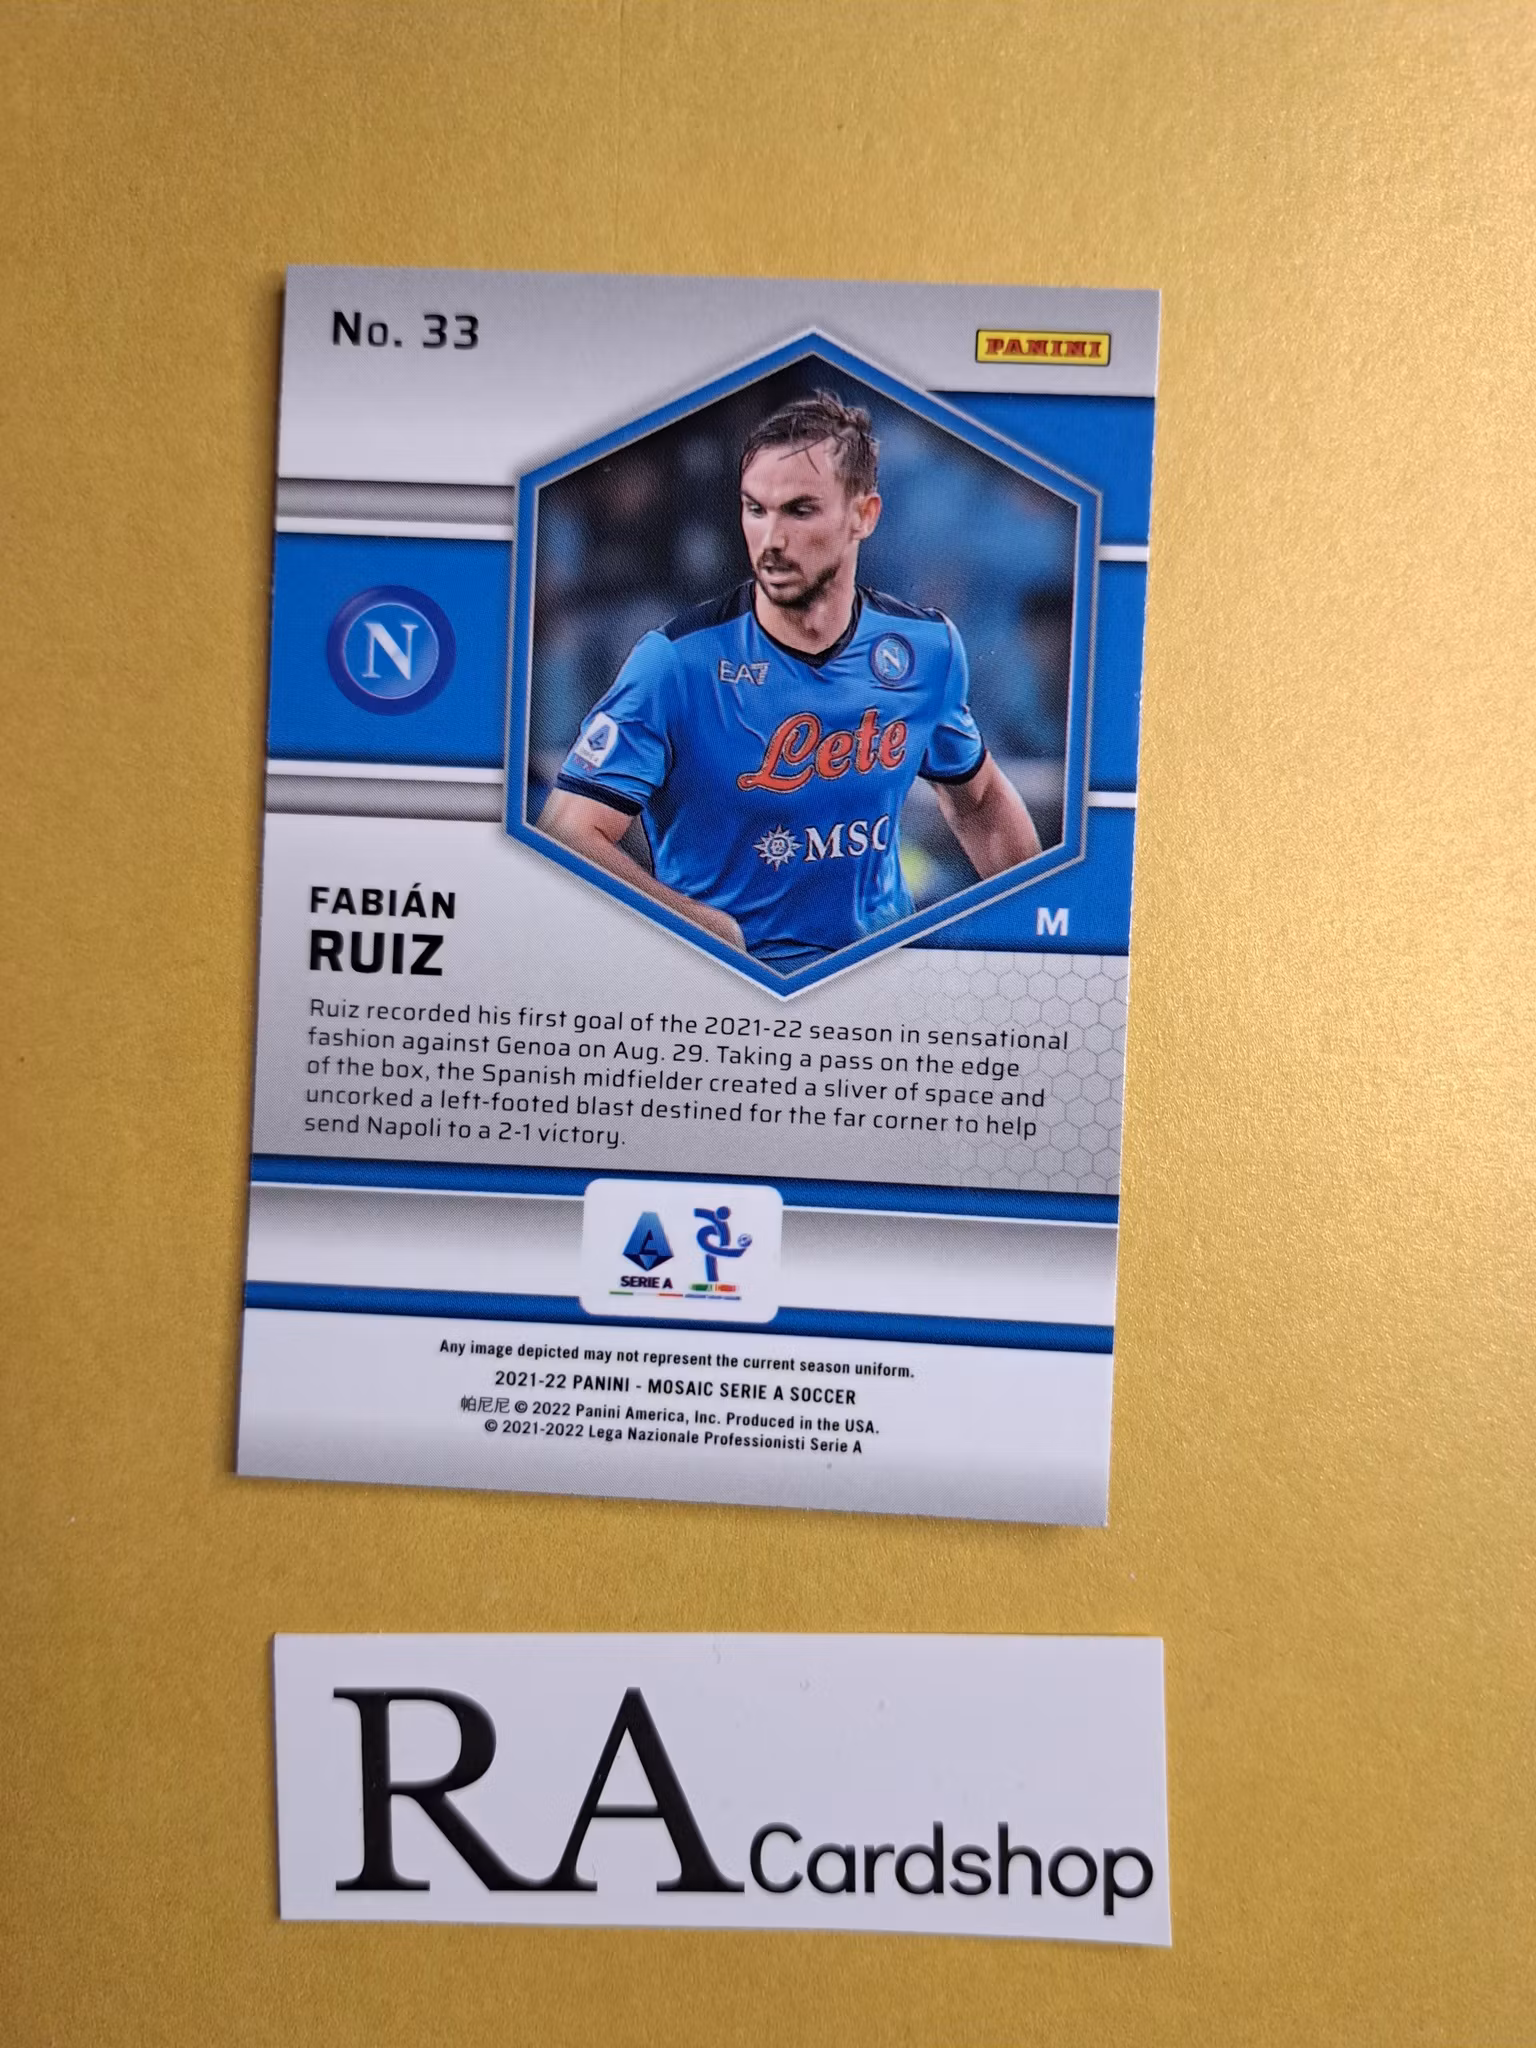 No. 33
PANINI
N
EA7
N
Lete
MSC
SERIE A
M
FABIÁN
RUIZ
Ruiz recorded his first goal of the 2021-22 season in sensational
fashion against Genoa on Aug. 29. Taking a pass on the edge
of the box, the Spanish midfielder created a sliver of space and
uncorked a left-footed blast destined for the far corner to help
send Napoli to a 2-1 victory.
Any image depicted may not represent the current season uniform.
2021-22 PANINI - MOSAIC SERIE A SOCCER
帕尼尼 © 2022 Panini America, Inc. Produced in the USA.
© 2021-2022 Lega Nazionale Professionisti Serie A
RA Cardshop